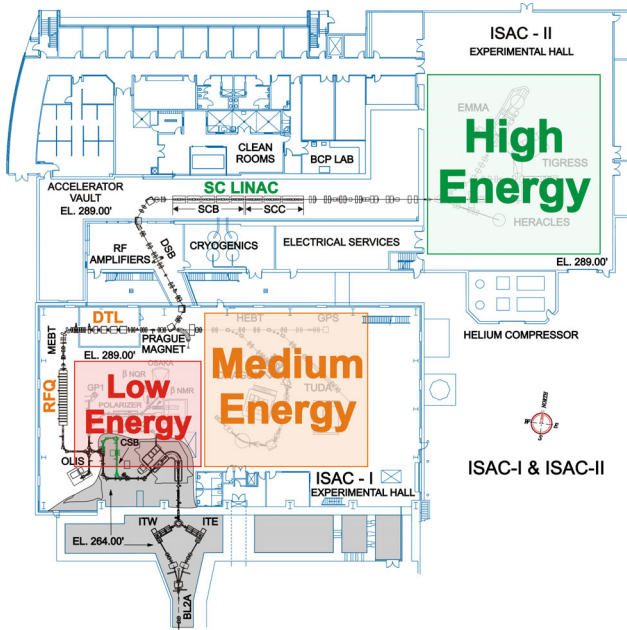 ISAC - II
EXPERIMENTAL HALL
EMMA
High
Energy
TIGRESS
HERACLES
EL. 289.00'
CLEAN
ROOMS
BCP LAB
ACCELERATOR
VAULT
EL. 289.00'
SC LINAC
SCB
SCC
DSB
RF
AMPLIFIERS
CRYOGENICS
ELECTRICAL SERVICES
HELIUM COMPRESSOR
DTL
MEBT
PRAGUE
MAGNET
EL. 289.00'
HEBT
GPS
Medium
Energy
TUDA
RFQ
OSAKA
β NQR
GP1
β NMR
POLARIZER
Low
Energy
OLIS
CSB
ISAC - I
EXPERIMENTAL HALL
NORTH
W
E
S
ISAC-I & ISAC-II
ITW
ITE
EL. 264.00'
BL2A